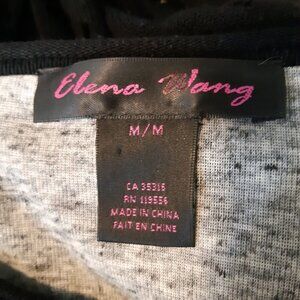 Elena Wang
M/M
CA 35315
RN 119556
MADE IN CHINA
FAIT EN CHINE